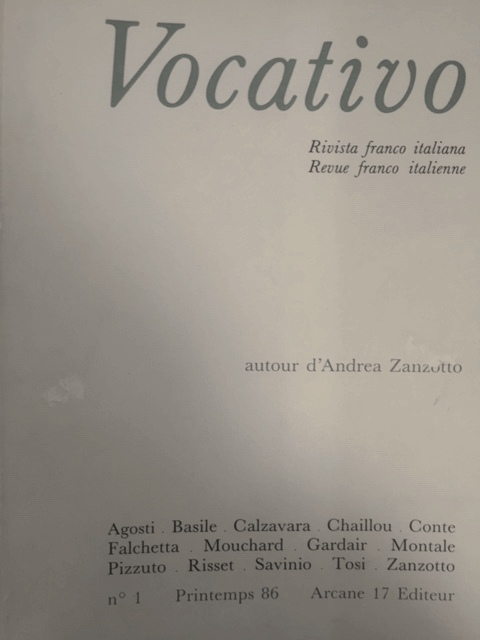 Vocativo
Rivista franco italiana
Revue franco italienne
autour d'Andrea Zanzotto
Agosti . Basile . Calzavara . Chaillou . Conte
Falchetta . Mouchard . Gardair . Montale
Pizzuto . Risset . Savinio . Tosi . Zanzotto
n° 1 Printemps 86 Arcane 17 Editeur